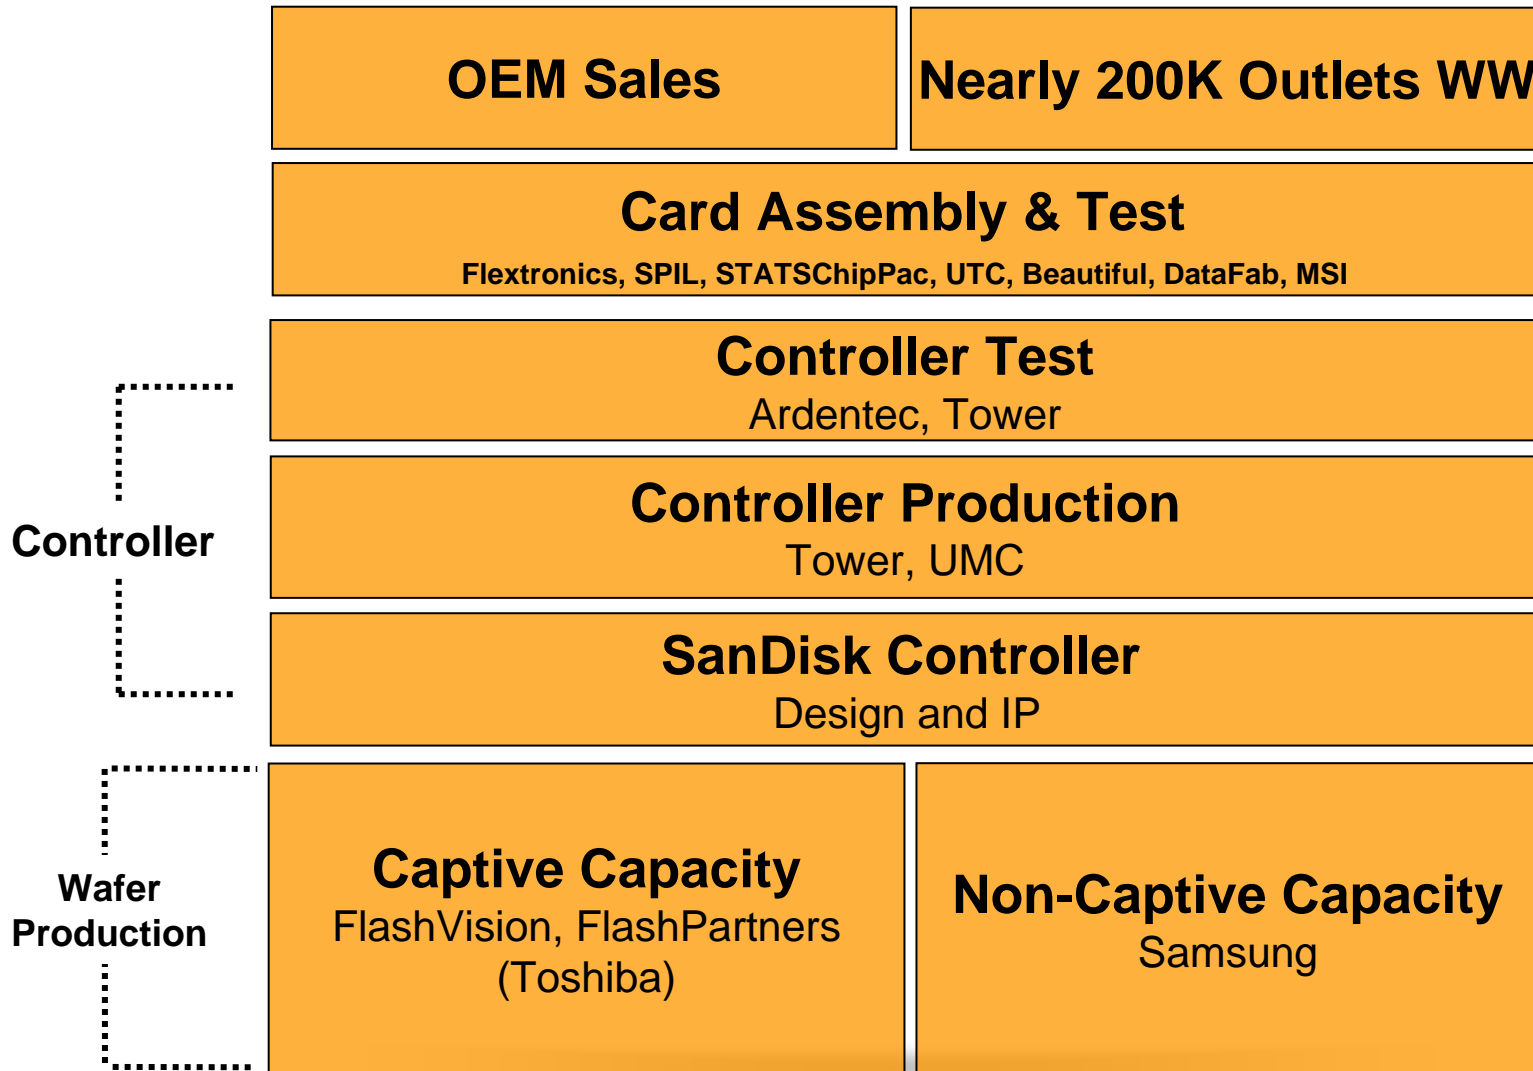 OEM Sales
Nearly 200K Outlets WW
Card Assembly & Test
Flextronics, SPIL, STATSChipPac, UTC, Beautiful, DataFab, MSI
Controller Test
Ardentec, Tower
Controller Production
Tower, UMC
Controller
SanDisk Controller
Design and IP
Captive Capacity
FlashVision, FlashPartners
(Toshiba)
Non-Captive Capacity
Samsung
Wafer
Production